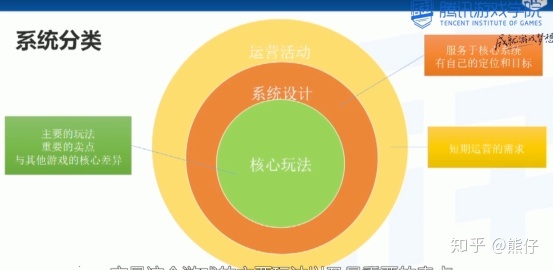 腾讯游戏学院
TENCENT INSTITUTE OF GAMES
系统分类
运营活动
服务于核心系统
有自己的定位和目标
系统设计
主要的玩法
重要的卖点
与其他游戏的核心差异
核心玩法
短期运营的需求
知乎 @熊仔